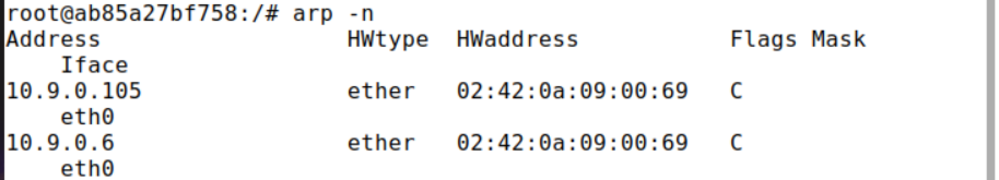 root@ab85a27bf758:/# arp -n
Address                  HWtype  HWaddress           Flags Mask
    Iface
10.9.0.105               ether   02:42:0a:09:00:69   C
    eth0
10.9.0.6                 ether   02:42:0a:09:00:69   C
    eth0